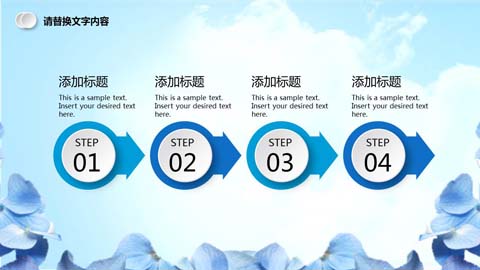 请替换文字内容
添加标题
This is a sample text.
Insert your desired text
here.
添加标题
This is a sample text.
Insert your desired text
here.
添加标题
This is a sample text.
Insert your desired text
here.
添加标题
This is a sample text.
Insert your desired text
here.
STEP
01
STEP
02
STEP
03
STEP
04